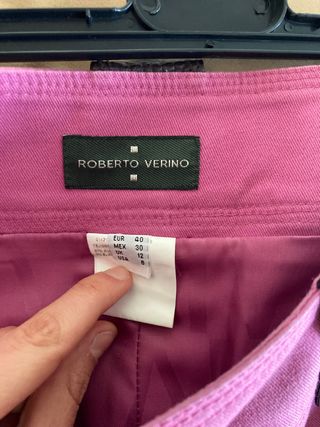 ROBERTO VERINO
EUR 40
MEX 30
UK 12
USA 8